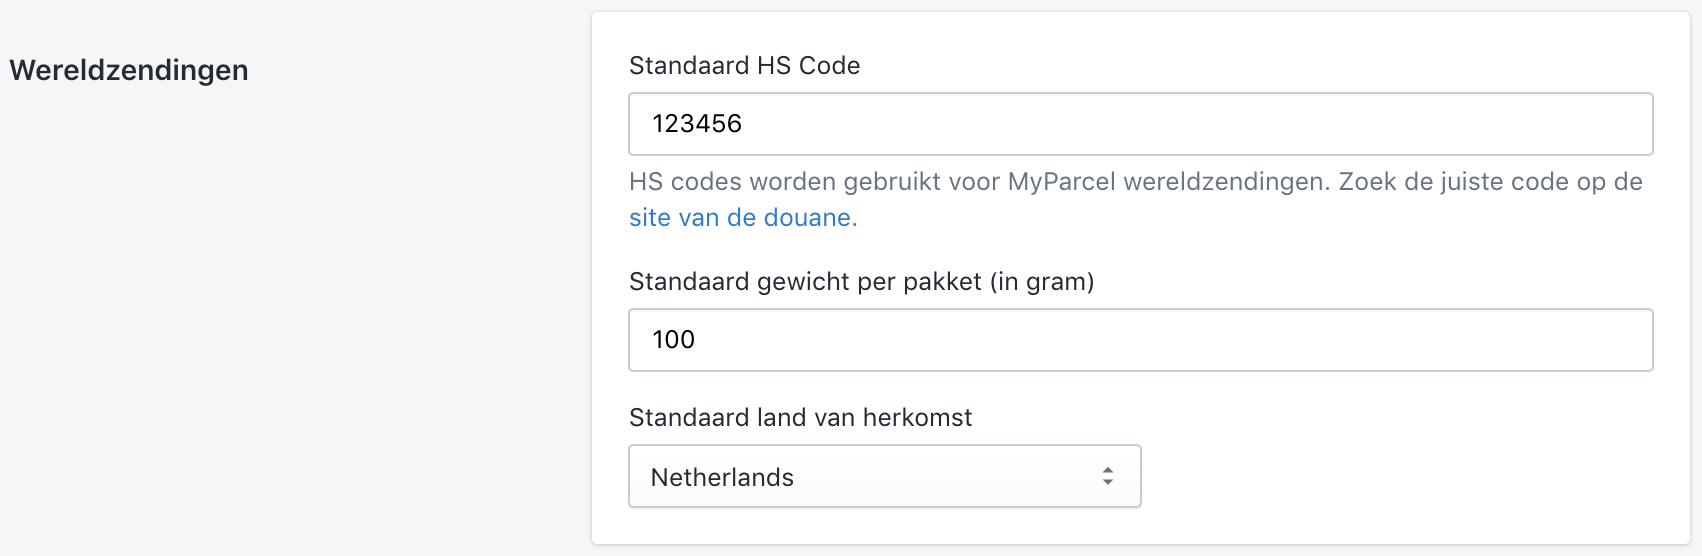 Wereldzendingen
Standaard HS Code
123456
HS codes worden gebruikt voor MyParcel wereldzendingen. Zoek de juiste code op de
site van de douane.
Standaard gewicht per pakket (in gram)
100
Standaard land van herkomst
Netherlands